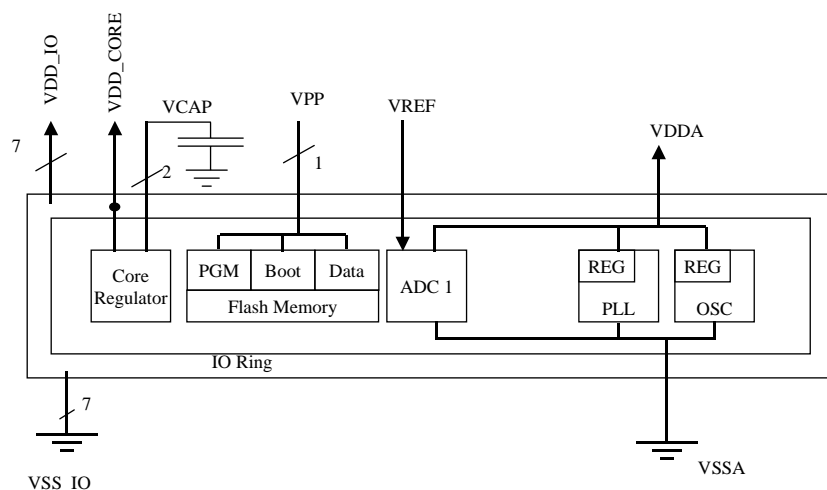 VDD_IO
VDD_CORE
VCAP
VPP
VREF
VDDA
7
2
1
Core
Regulator
PGM
Boot
Data
Flash Memory
ADC 1
REG
PLL
REG
OSC
IO Ring
7
VSS_IO
VSSA